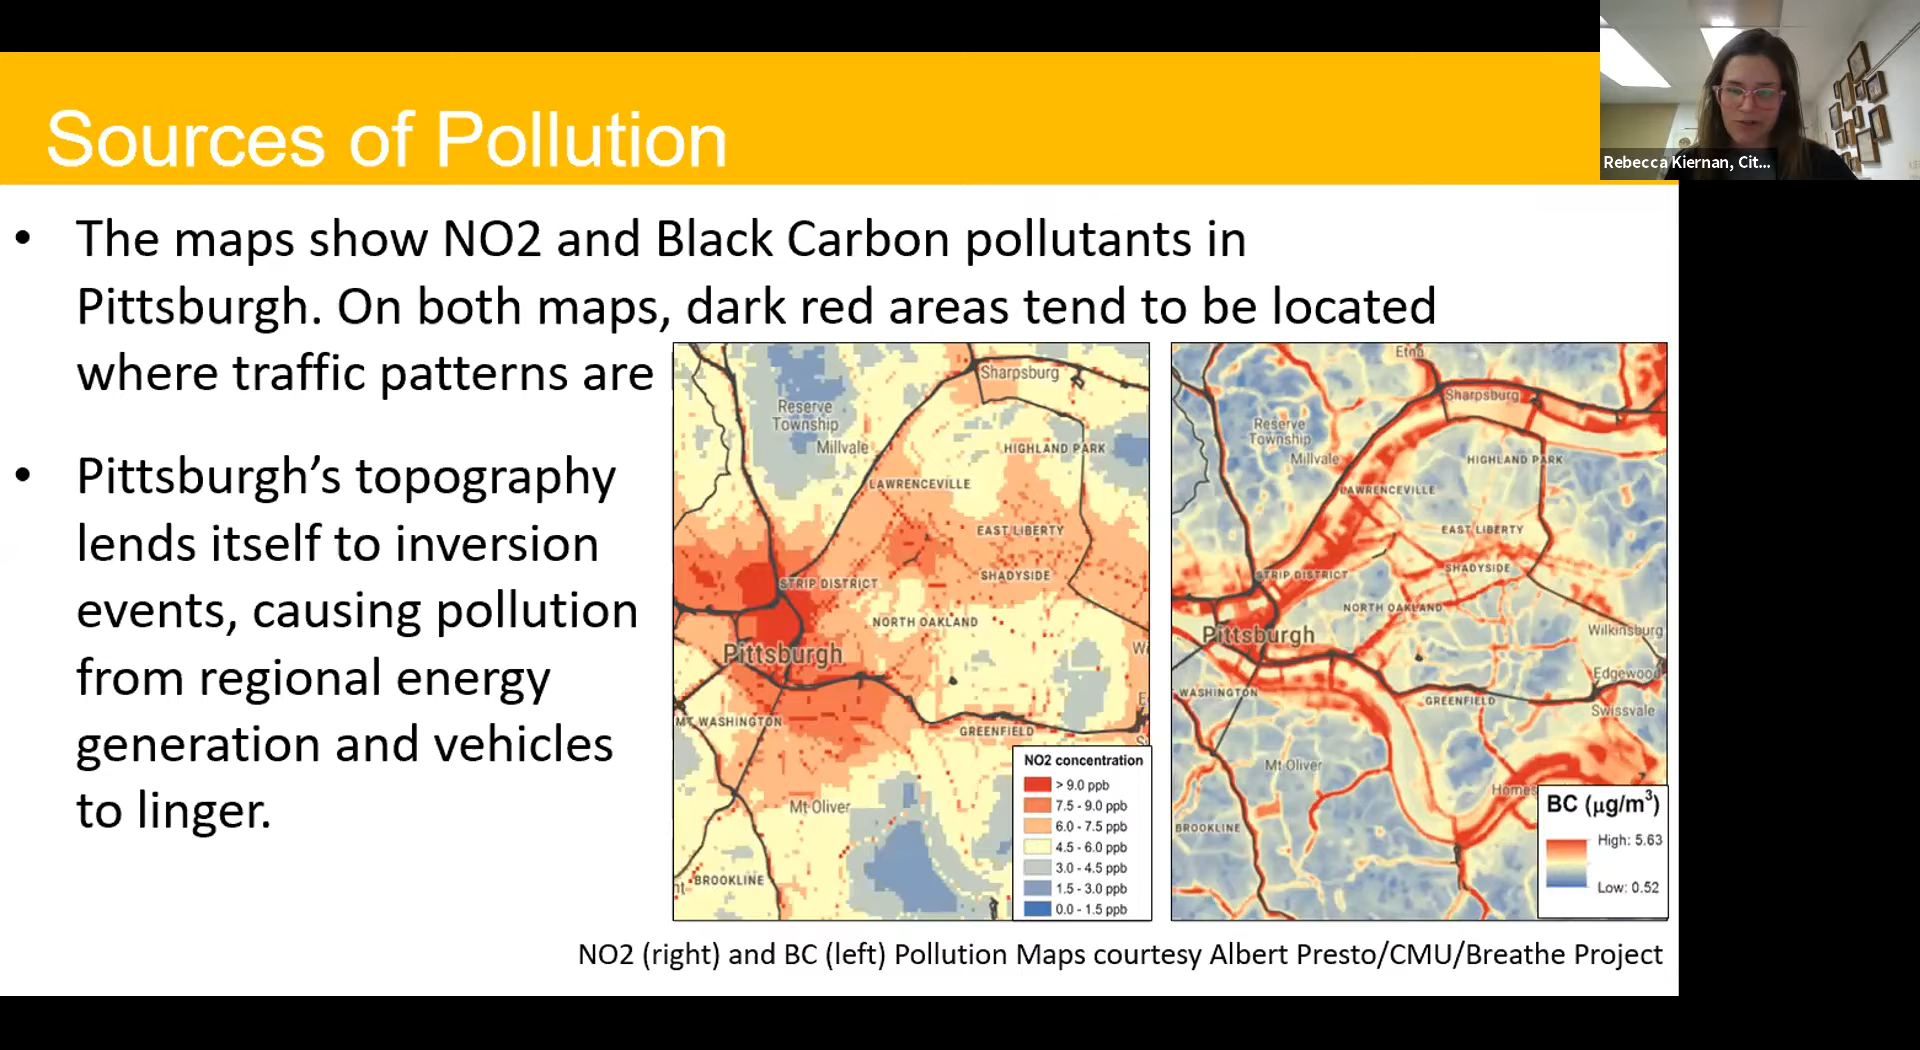 Sources of Pollution
Rebecca Kiernan, Cit...
• The maps show NO2 and Black Carbon pollutants in
Pittsburgh. On both maps, dark red areas tend to be located
where traffic patterns are
• Pittsburgh’s topography
lends itself to inversion
events, causing pollution
from regional energy
generation and vehicles
to linger.
Sharpsburg
Reserve
Township
Millvale
HIGHLAND PARK
LAWRENCEVILLE
EAST LIBERTY
STRIP DISTRICT
SHADYSIDE
NORTH OAKLAND
Pittsburgh
MT WASHINGTON
GREENFIELD
Mt Oliver
BROOKLINE
NO2 concentration
> 9.0 ppb
7.5 - 9.0 ppb
6.0 - 7.5 ppb
4.5 - 6.0 ppb
3.0 - 4.5 ppb
1.5 - 3.0 ppb
0.0 - 1.5 ppb
Etna
Sharpsburg
Reserve
Township
Millvale
HIGHLAND PARK
LAWRENCEVILLE
EAST LIBERTY
STRIP DISTRICT
SHADYSIDE
NORTH OAKLAND
Pittsburgh
Wilkinsburg
Edgewood
WASHINGTON
GREENFIELD
Swissvale
Mt Oliver
Homes
BROOKLINE
BC (µg/m³)
High: 5.63
Low: 0.52
NO2 (right) and BC (left) Pollution Maps courtesy Albert Presto/CMU/Breathe Project